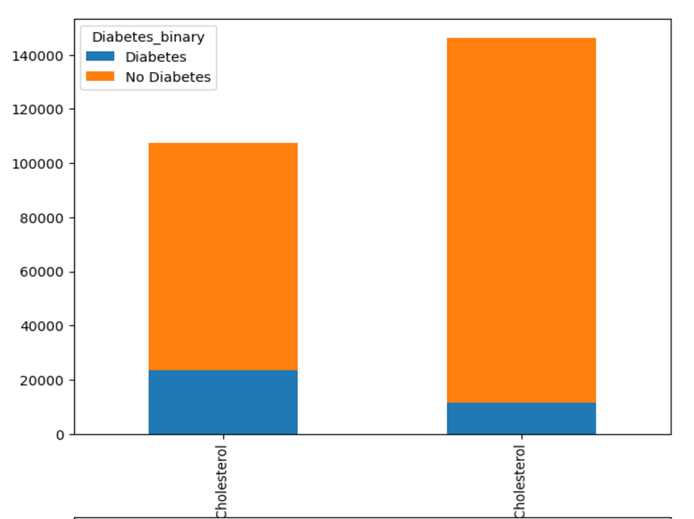 Diabetes_binary
Diabetes
No Diabetes
140000
120000
100000
80000
60000
40000
20000
0
Cholesterol
Cholesterol